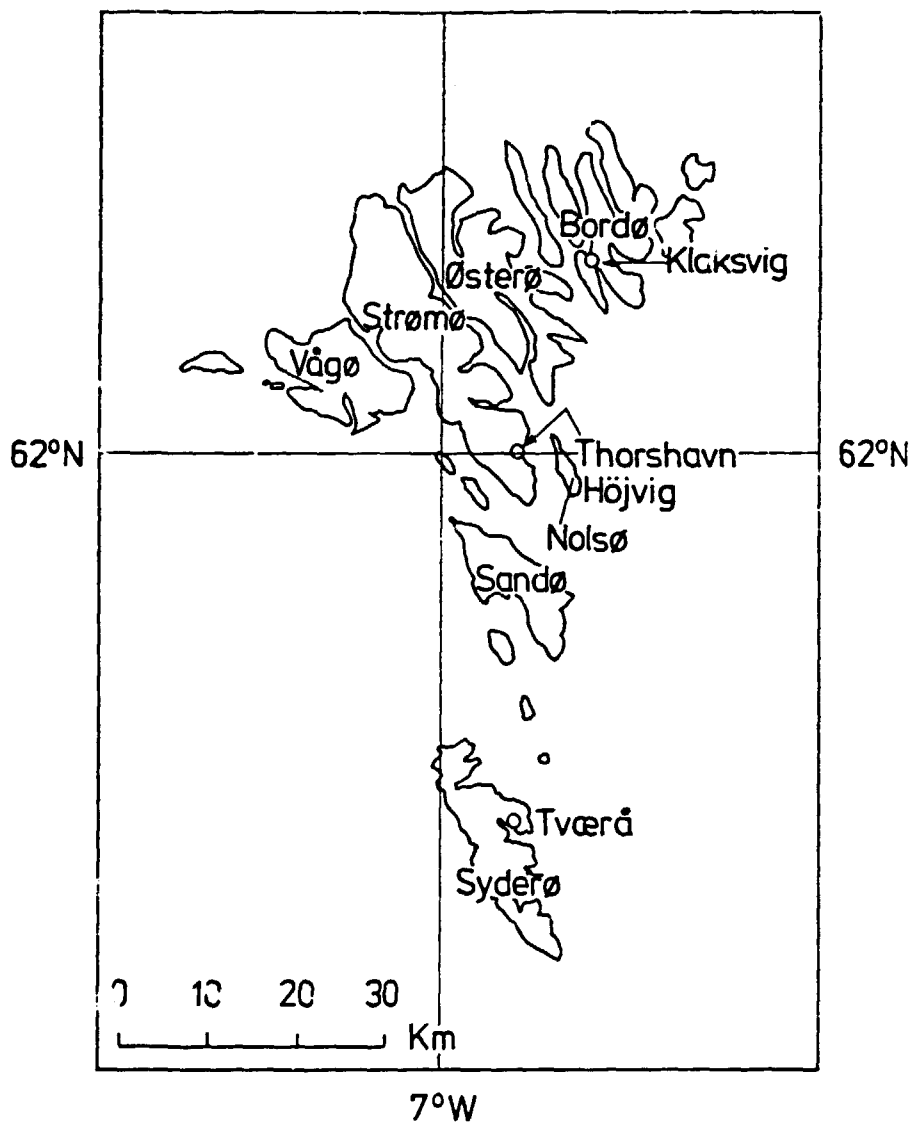 Bordø
Klaksvig
Østerø
Strømø
Vågø
62°N
62°N
Thorshavn
Höjvig
Nolsø
Sandø
Tværå
Syderø
0 10 20 30
Km
7°W